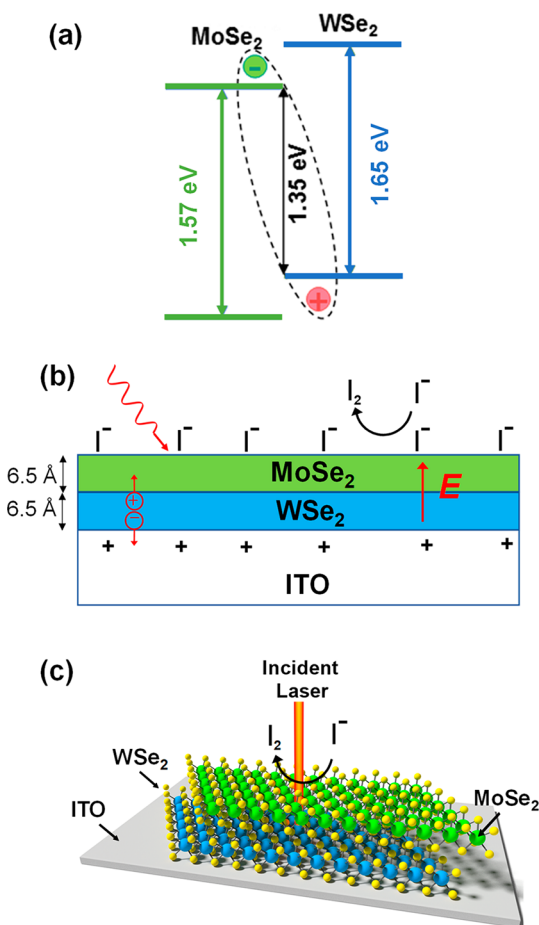 (a)
MoSe₂
WSe₂
-
1.57 eV
1.35 eV
1.65 eV
+
(b)
I₂
I⁻
I⁻ I⁻ I⁻ I⁻ I⁻ I⁻
6.5 Å
MoSe₂
E
6.5 Å
+
−
WSe₂
+ + + + + +
ITO
(c)
Incident
Laser
I₂
I⁻
WSe₂
ITO
MoSe₂